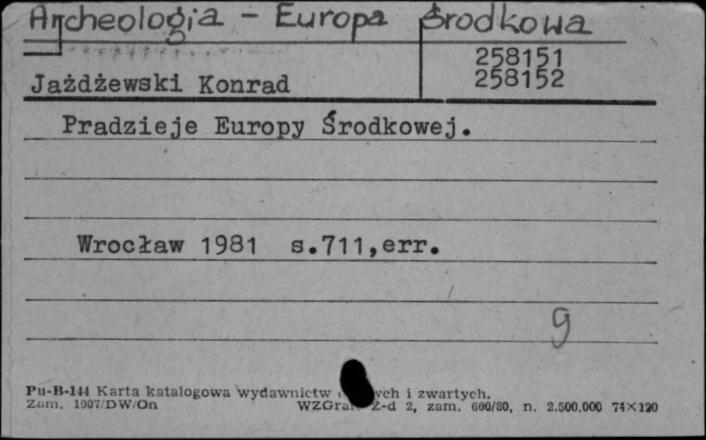 Archeologia - Europa Środkowa
258151
Jażdżewski Konrad 258152
Pradzieje Europy Środkowej.
Wrocław 1981 s.711,err.
9
Pu-B-144 Karta katalogowa wydawnictw ych i zwartych.
Zam. 1907/DW/On WZGraf. Z-d 2, zam. 600/80, n. 2.500.000 74×120